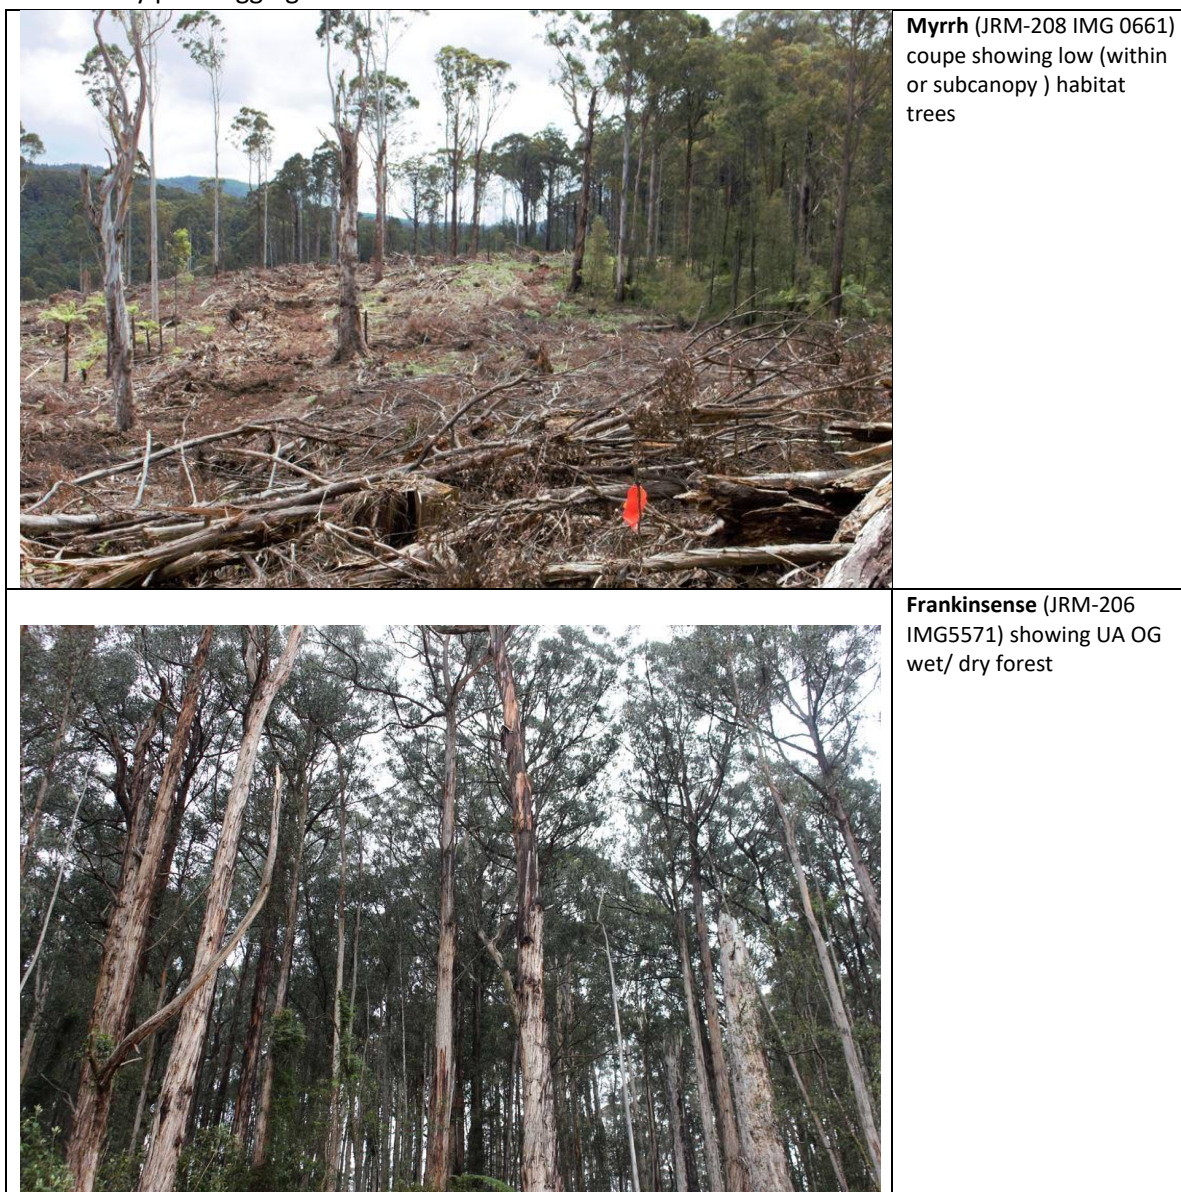 Myrrh (JRM-208 IMG 0661)
coupe showing low (within
or subcanopy ) habitat
trees
Frankinsense (JRM-206
IMG5571) showing UA OG
wet/ dry forest